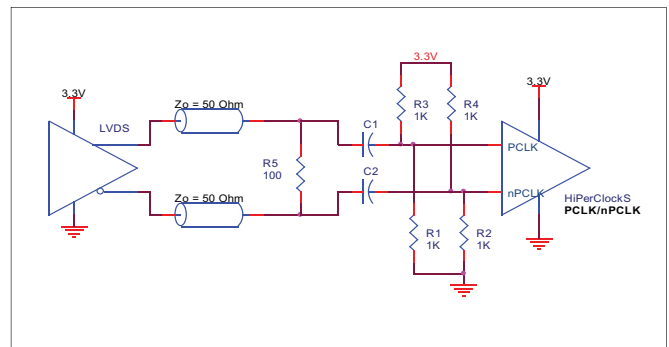 3.3V
3.3V
3.3V
Zo = 50 Ohm
LVDS
R3
1K
R4
1K
C1
PCLK
R5
100
C2
nPCLK
Zo = 50 Ohm
HiPerClockS
PCLK/nPCLK
R1
1K
R2
1K